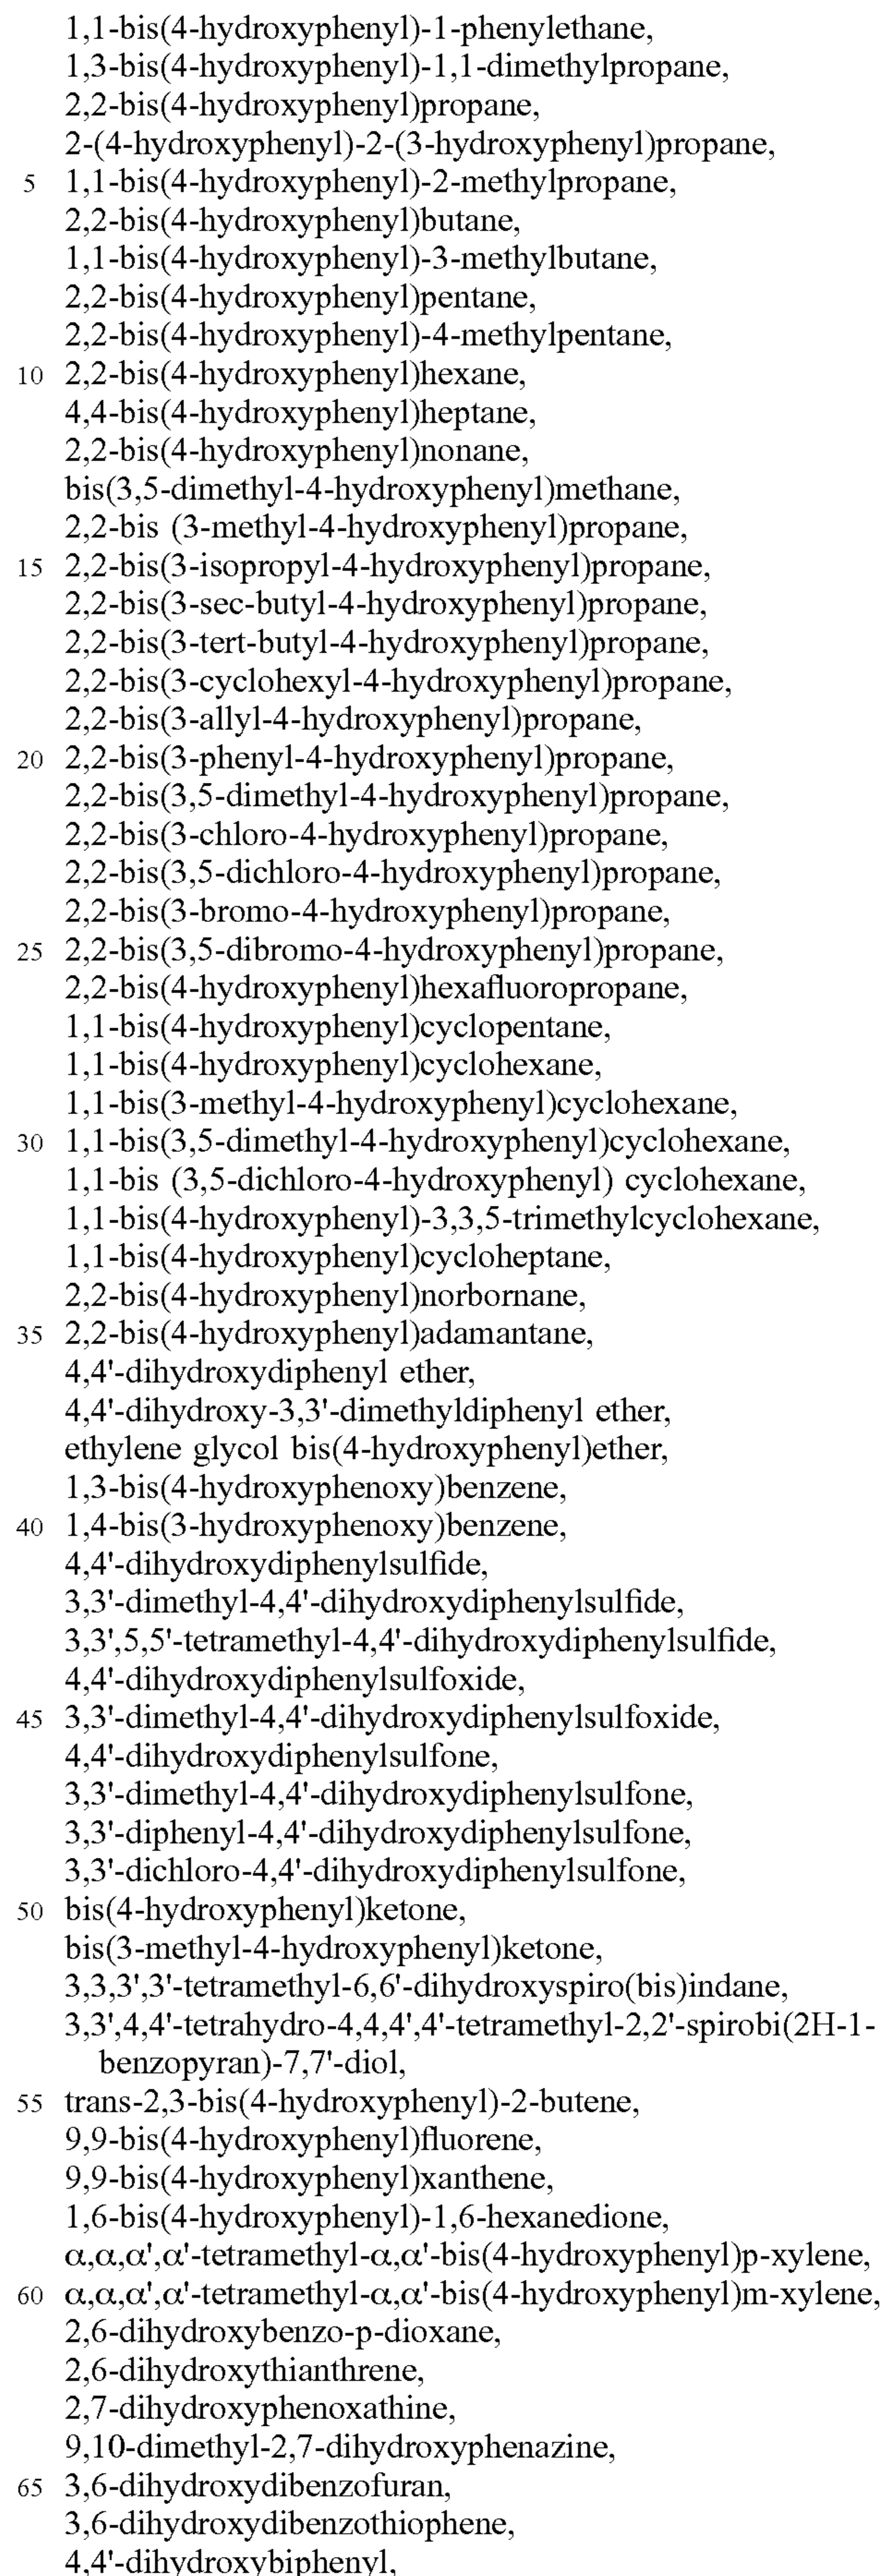 1,1-bis(4-hydroxyphenyl)-1-phenylethane,
1,3-bis(4-hydroxyphenyl)-1,1-dimethylpropane,
2,2-bis(4-hydroxyphenyl)propane,
2-(4-hydroxyphenyl)-2-(3-hydroxyphenyl)propane,
5 1,1-bis(4-hydroxyphenyl)-2-methylpropane,
2,2-bis(4-hydroxyphenyl)butane,
1,1-bis(4-hydroxyphenyl)-3-methylbutane,
2,2-bis(4-hydroxyphenyl)pentane,
2,2-bis(4-hydroxyphenyl)-4-methylpentane,
10 2,2-bis(4-hydroxyphenyl)hexane,
4,4-bis(4-hydroxyphenyl)heptane,
2,2-bis(4-hydroxyphenyl)nonane,
bis(3,5-dimethyl-4-hydroxyphenyl)methane,
2,2-bis (3-methyl-4-hydroxyphenyl)propane,
15 2,2-bis(3-isopropyl-4-hydroxyphenyl)propane,
2,2-bis(3-sec-butyl-4-hydroxyphenyl)propane,
2,2-bis(3-tert-butyl-4-hydroxyphenyl)propane,
2,2-bis(3-cyclohexyl-4-hydroxyphenyl)propane,
2,2-bis(3-allyl-4-hydroxyphenyl)propane,
20 2,2-bis(3-phenyl-4-hydroxyphenyl)propane,
2,2-bis(3,5-dimethyl-4-hydroxyphenyl)propane,
2,2-bis(3-chloro-4-hydroxyphenyl)propane,
2,2-bis(3,5-dichloro-4-hydroxyphenyl)propane,
2,2-bis(3-bromo-4-hydroxyphenyl)propane,
25 2,2-bis(3,5-dibromo-4-hydroxyphenyl)propane,
2,2-bis(4-hydroxyphenyl)hexafluoropropane,
1,1-bis(4-hydroxyphenyl)cyclopentane,
1,1-bis(4-hydroxyphenyl)cyclohexane,
1,1-bis(3-methyl-4-hydroxyphenyl)cyclohexane,
30 1,1-bis(3,5-dimethyl-4-hydroxyphenyl)cyclohexane,
1,1-bis (3,5-dichloro-4-hydroxyphenyl) cyclohexane,
1,1-bis(4-hydroxyphenyl)-3,3,5-trimethylcyclohexane,
1,1-bis(4-hydroxyphenyl)cycloheptane,
2,2-bis(4-hydroxyphenyl)norbornane,
35 2,2-bis(4-hydroxyphenyl)adamantane,
4,4'-dihydroxydiphenyl ether,
4,4'-dihydroxy-3,3'-dimethyldiphenyl ether,
ethylene glycol bis(4-hydroxyphenyl)ether,
1,3-bis(4-hydroxyphenoxy)benzene,
40 1,4-bis(3-hydroxyphenoxy)benzene,
4,4'-dihydroxydiphenylsulfide,
3,3'-dimethyl-4,4'-dihydroxydiphenylsulfide,
3,3',5,5'-tetramethyl-4,4'-dihydroxydiphenylsulfide,
4,4'-dihydroxydiphenylsulfoxide,
45 3,3'-dimethyl-4,4'-dihydroxydiphenylsulfoxide,
4,4'-dihydroxydiphenylsulfone,
3,3'-dimethyl-4,4'-dihydroxydiphenylsulfone,
3,3'-diphenyl-4,4'-dihydroxydiphenylsulfone,
3,3'-dichloro-4,4'-dihydroxydiphenylsulfone,
50 bis(4-hydroxyphenyl)ketone,
bis(3-methyl-4-hydroxyphenyl)ketone,
3,3,3',3'-tetramethyl-6,6'-dihydroxyspiro(bis)indane,
3,3',4,4'-tetrahydro-4,4,4',4'-tetramethyl-2,2'-spirobi(2H-1-
benzopyran)-7,7'-diol,
55 trans-2,3-bis(4-hydroxyphenyl)-2-butene,
9,9-bis(4-hydroxyphenyl)fluorene,
9,9-bis(4-hydroxyphenyl)xanthene,
1,6-bis(4-hydroxyphenyl)-1,6-hexanedione,
α,α,α',α'-tetramethyl-α,α'-bis(4-hydroxyphenyl)p-xylene,
60 α,α,α',α'-tetramethyl-α,α'-bis(4-hydroxyphenyl)m-xylene,
2,6-dihydroxybenzo-p-dioxane,
2,6-dihydroxythianthrene,
2,7-dihydroxyphenoxathine,
9,10-dimethyl-2,7-dihydroxyphenazine,
65 3,6-dihydroxydibenzofuran,
3,6-dihydroxydibenzothiophene,
4,4'-dihydroxybiphenyl,